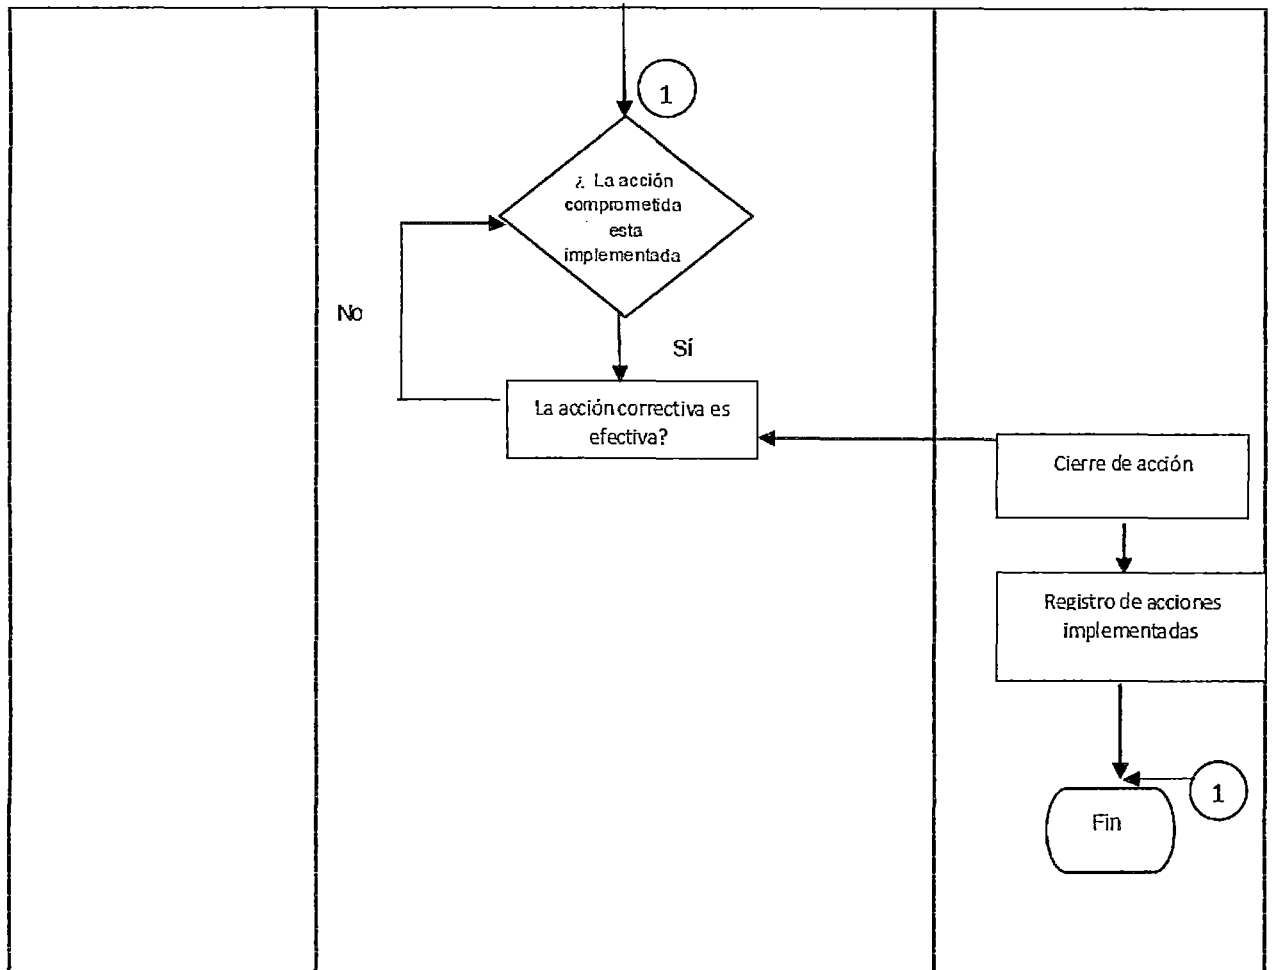 1
¿ La acción
comprometida
esta
implementada
No
Sí
La acción correctiva es
efectiva?
Cierre de acción
Registro de acciones
implementadas
1
Fin